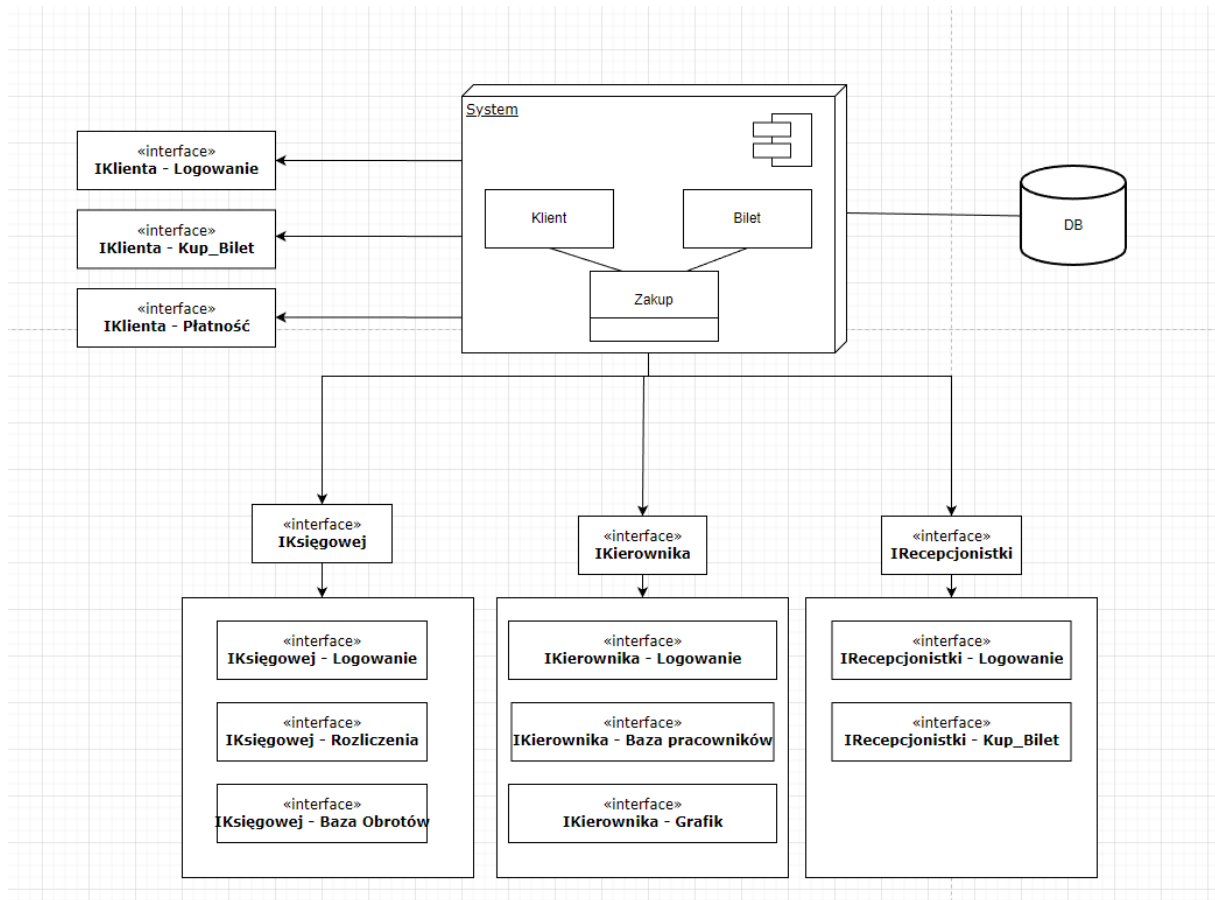 System
«interface»
IKlienta - Logowanie
«interface»
IKlienta - Kup_Bilet
«interface»
IKlienta - Płatność
Klient
Bilet
Zakup
DB
«interface»
IKsięgowej
«interface»
IKierownika
«interface»
IRecepcjonistki
«interface»
IKsięgowej - Logowanie
«interface»
IKsięgowej - Rozliczenia
«interface»
IKsięgowej - Baza Obrotów
«interface»
IKierownika - Logowanie
«interface»
IKierownika - Baza pracowników
«interface»
IKierownika - Grafik
«interface»
IRecepcjonistki - Logowanie
«interface»
IRecepcjonistki - Kup_Bilet